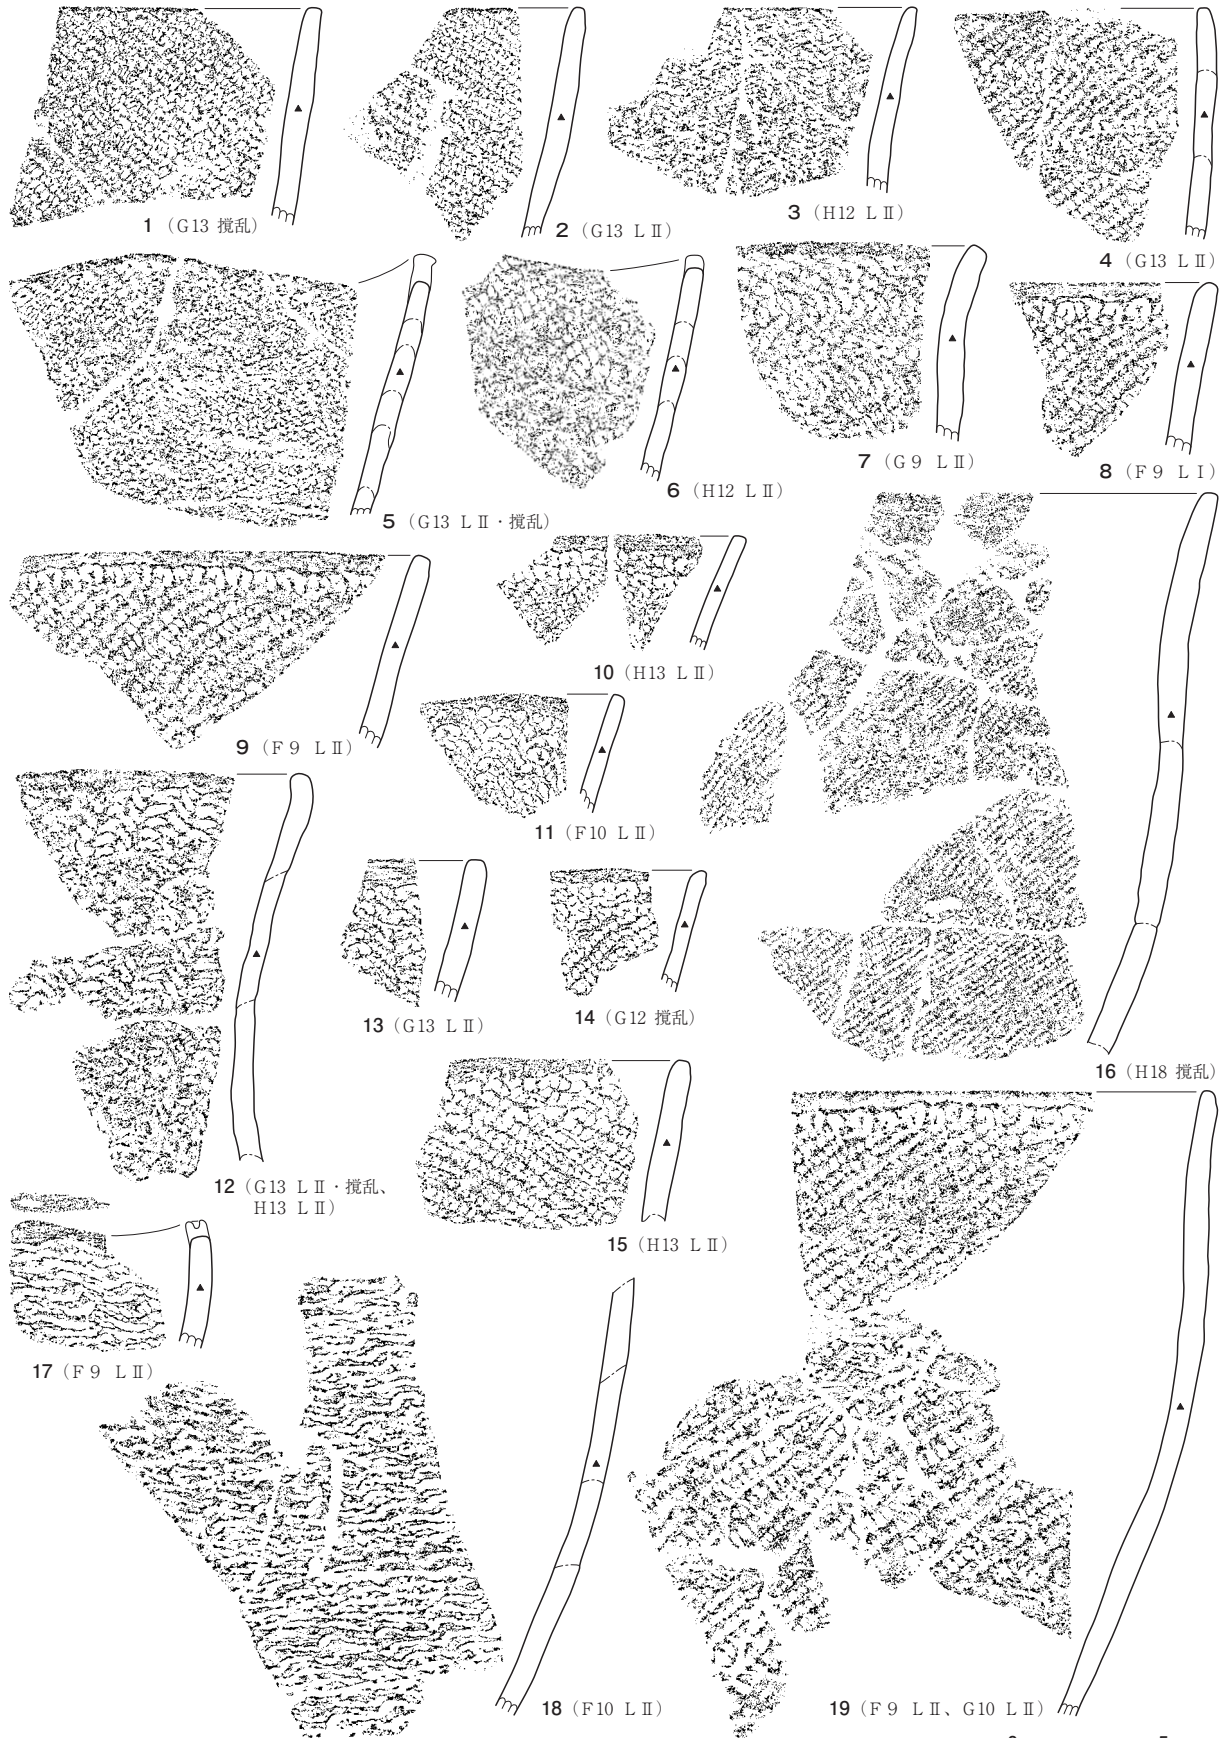 1（G13 撹乱）
2（G13 LⅡ）
3（H12 LⅡ）
4（G13 LⅡ）
5（G13 LⅡ・撹乱）
6（H12 LⅡ）
7（G9 LⅡ）
8（F9 LⅠ）
9（F9 LⅡ）
10（H13 LⅡ）
11（F10 LⅡ）
12（G13 LⅡ・撹乱、
H13 LⅡ）
13（G13 LⅡ）
14（G12 撹乱）
15（H13 LⅡ）
16（H18 撹乱）
17（F9 LⅡ）
18（F10 LⅡ）
19（F9 LⅡ、G10 LⅡ）